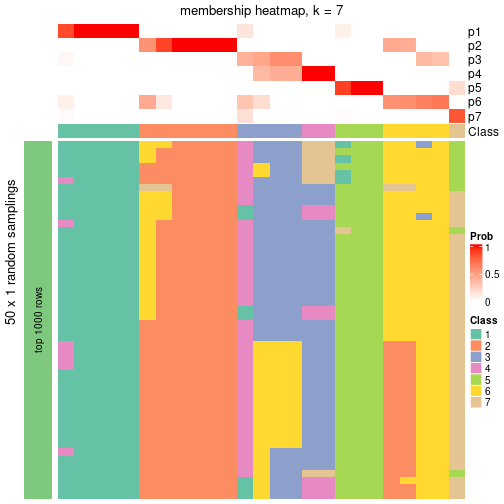 membership heatmap, k = 7
p1
p2
p3
p4
p5
p6
p7
Class
50 x 1 random samplings
top 1000 rows
Prob
1
0.5
0
Class
1
2
3
4
5
6
7